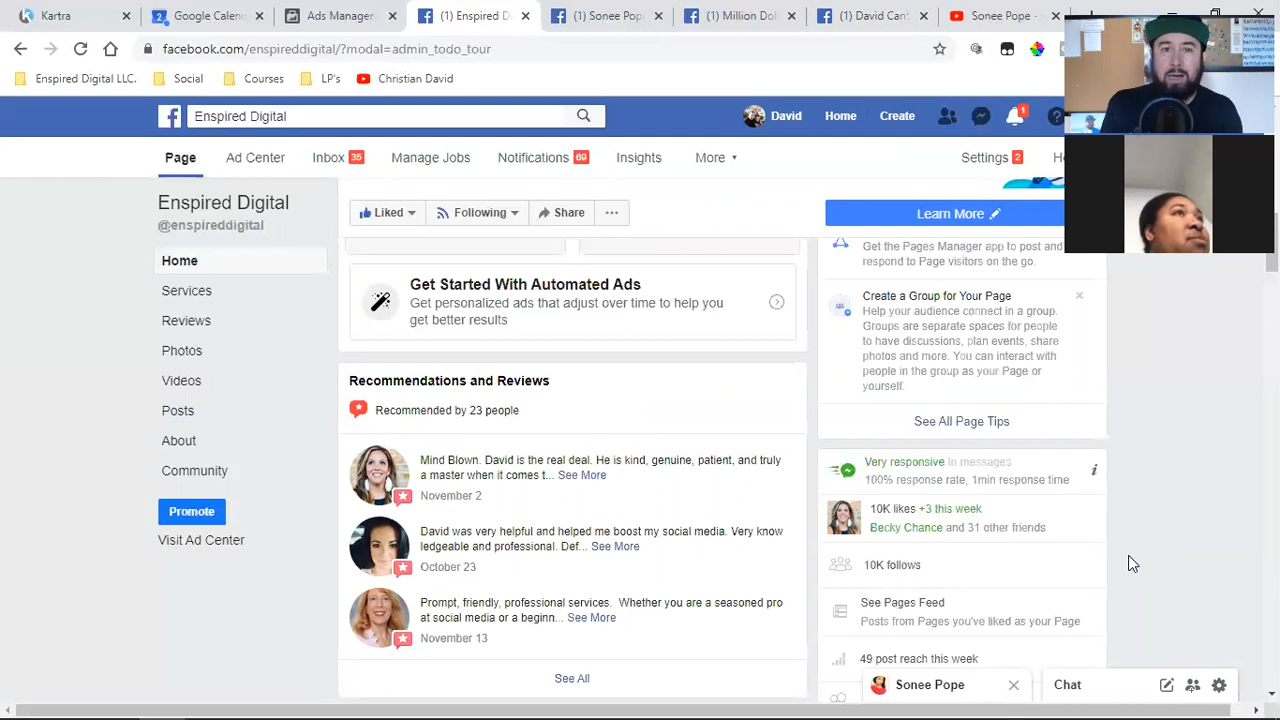 Kartra
Google Calen
Ads Manager
(1) Enspired D
(1) Sonee Pop
(1) Million Da
(1) David Car
Sonee Pope -
facebook.com/enspireddigital/?modal=admin_todo_tour
Enspired Digital LLC.
Social
Courses
LP's
Christian David
Enspired Digital
David
Home
Create
1
Page
Ad Center
Inbox 35
Manage Jobs
Notifications 69
Insights
More
Settings 2
He
Enspired Digital
@enspireddigital
Liked
Following
Share
Learn More
Home
Services
Reviews
Photos
Videos
Posts
About
Community
Promote
Visit Ad Center
Get Started With Automated Ads
Get personalized ads that adjust over time to help you
get better results
Recommendations and Reviews
Recommended by 23 people
Mind Blown. David is the real deal. He is kind, genuine, patient, and truly
a master when it comes t... See More
November 2
David was very helpful and helped me boost my social media. Very know
ledgeable and professional. Def... See More
October 23
Prompt, friendly, professional services. Whether you are a seasoned pro
at social media or a beginn... See More
November 13
See All
Get the Pages Manager app to post and
respond to Page visitors on the go.
Create a Group for Your Page
Help your audience connect in a group.
Groups are separate spaces for people
to have discussions, plan events, share
photos and more. You can interact with
people in the group as your Page or
yourself.
See All Page Tips
Very responsive to messages
100% response rate, 1min response time
10K likes +3 this week
Becky Chance and 31 other friends
10K follows
See Pages Feed
Posts from Pages you've liked as your Page
49 post reach this week
Sonee Pope
Chat